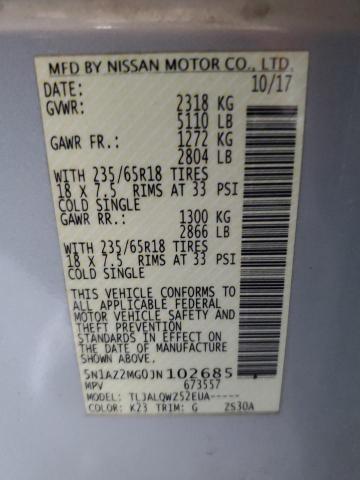 MFD BY NISSAN MOTOR CO., LTD.
DATE: 10/17
GVWR: 2318 KG
5110 LB
GAWR FR.: 1272 KG
2804 LB
WITH 235/65R18 TIRES
18 X 7.5 RIMS AT 33 PSI
COLD SINGLE
GAWR RR.: 1300 KG
2866 LB
WITH 235/65R18 TIRES
18 X 7.5 RIMS AT 33 PSI
COLD SINGLE
THIS VEHICLE CONFORMS TO
ALL APPLICABLE FEDERAL
MOTOR VEHICLE SAFETY AND
THEFT PREVENTION
STANDARDS IN EFFECT ON
THE DATE OF MANUFACTURE
SHOWN ABOVE.
5N1AZ2MG0JN102685
MPV 673557
MODEL: TLJALQWZ52EUA-----
COLOR: K23 TRIM: G ZS30A